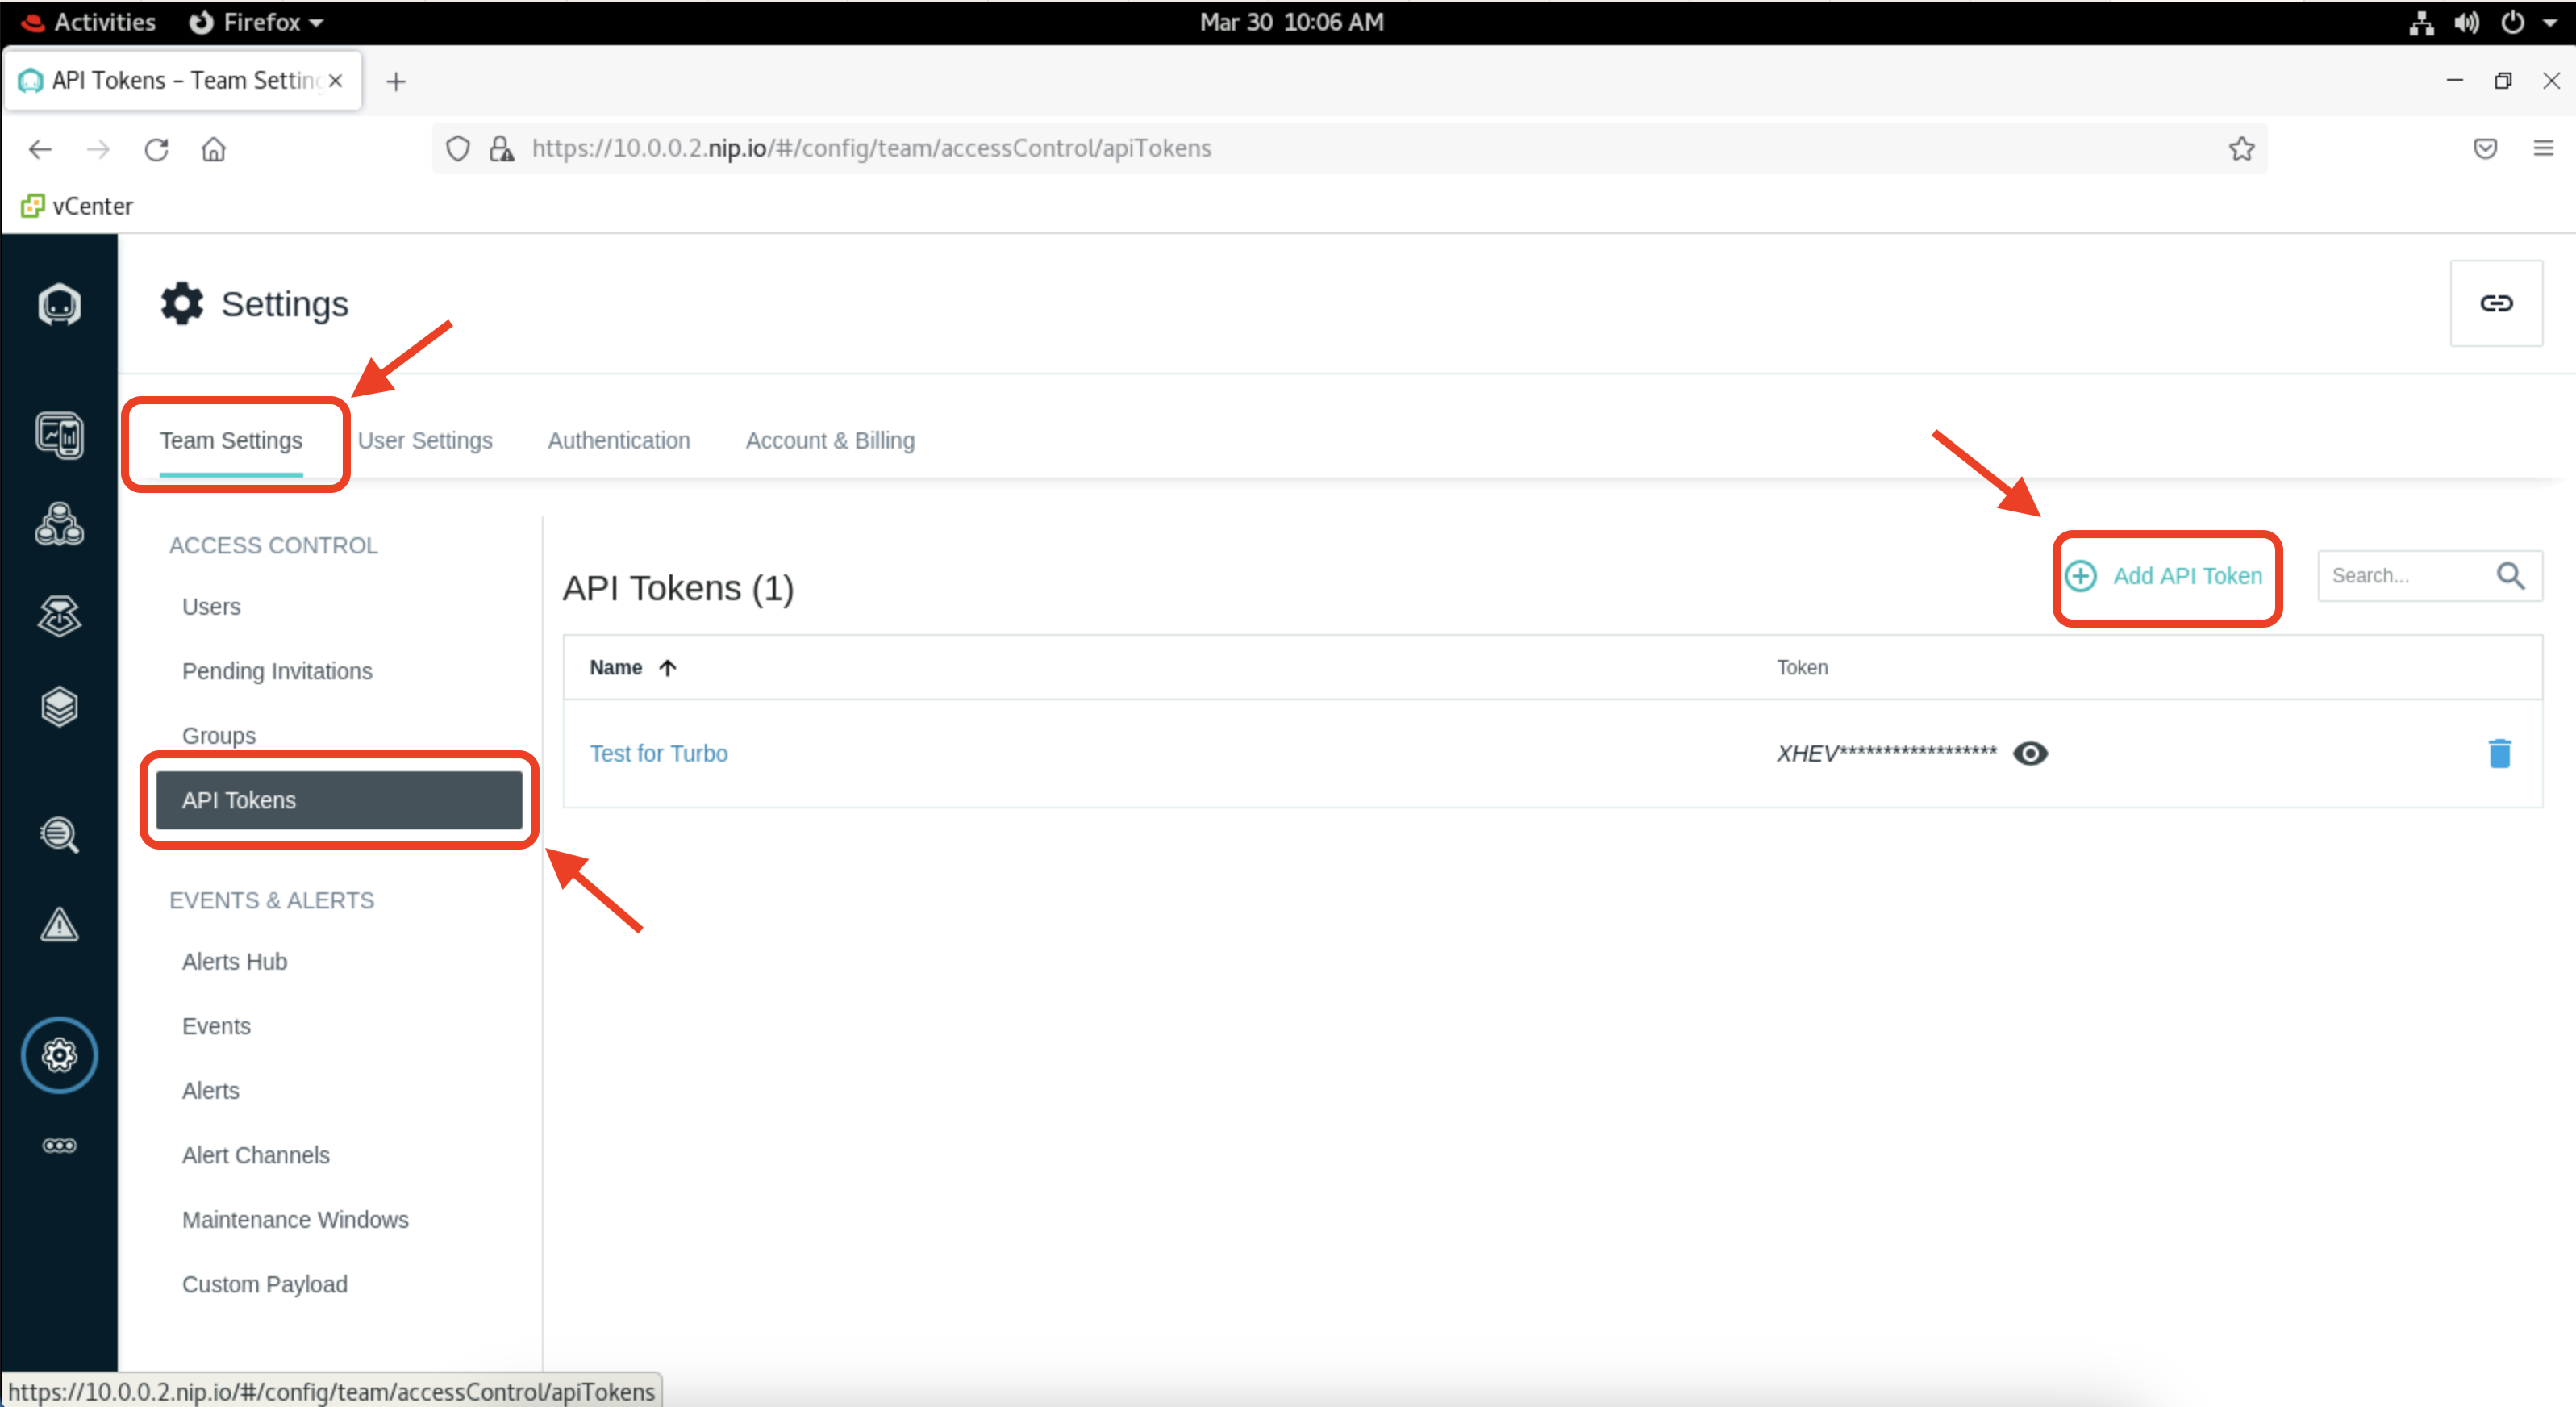 Activities Firefox Mar 30 10:06 AM
API Tokens – Team Setting
https://10.0.0.2.nip.io/#/config/team/accessControl/apiTokens
vCenter
Settings
Team Settings User Settings Authentication Account & Billing
ACCESS CONTROL
Users
Pending Invitations
Groups
API Tokens
EVENTS & ALERTS
Alerts Hub
Events
Alerts
Alert Channels
Maintenance Windows
Custom Payload
API Tokens (1)
Add API Token
Search...
Name Token
Test for Turbo XHEV******************
https://10.0.0.2.nip.io/#/config/team/accessControl/apiTokens